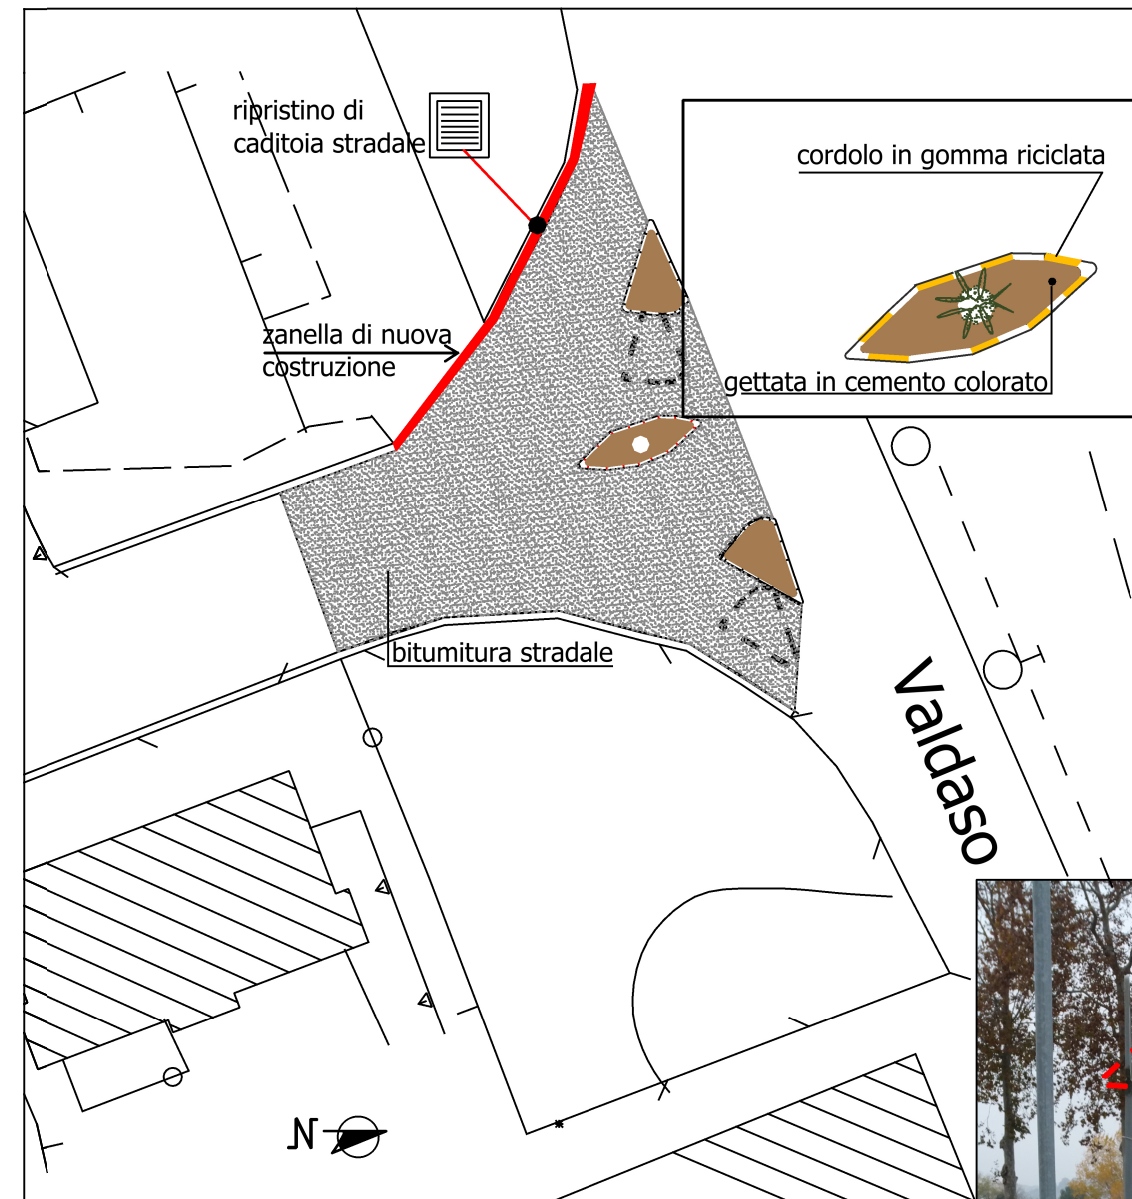 ripristino di
caditoia stradale
cordolo in gomma riciclata
zanella di nuova
costruzione
gettata in cemento colorato
bitumitura stradale
Valdaso
N